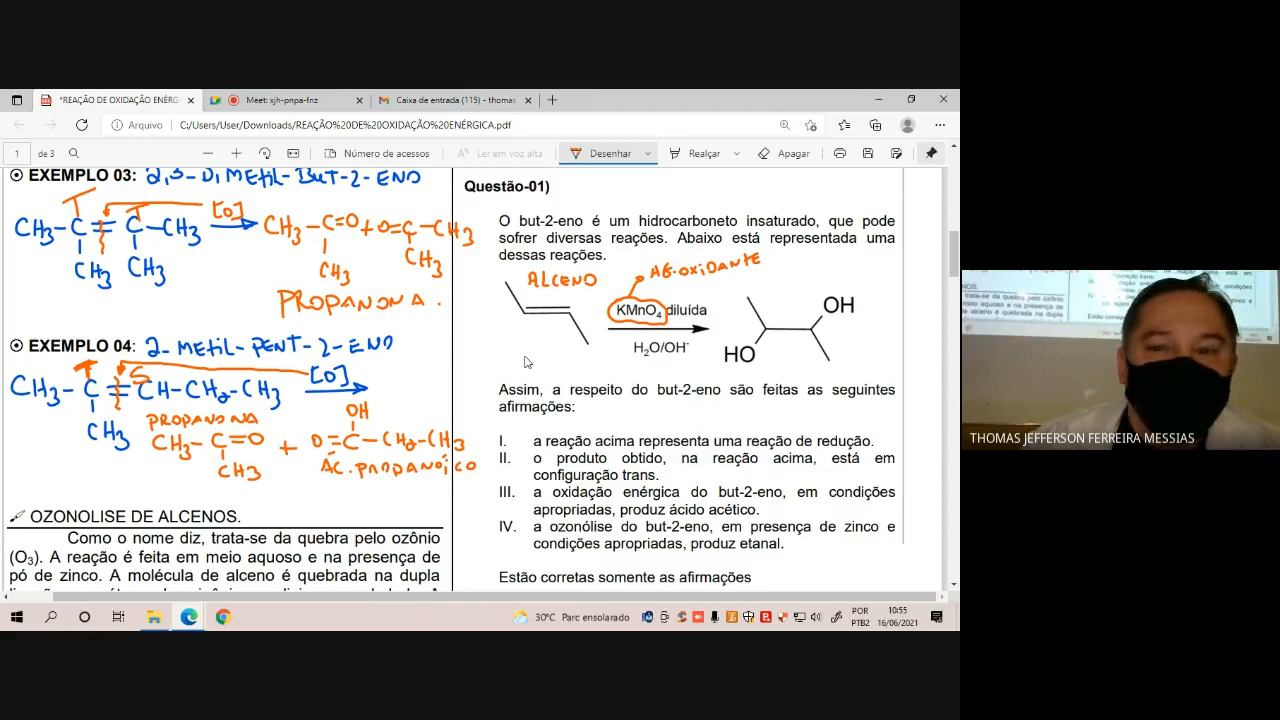 *REAÇÃO DE OXIDAÇÃO ENÉRG
Meet: xjh-pnpa-fnz
Caixa de entrada (115) - thomas
Arquivo
C:/Users/User/Downloads/REAÇÃO%20DE%20OXIDAÇÃO%20ENÉRGICA.pdf
1 de 3
Número de acessos
Ler em voz alta
Desenhar
Realçar
Apagar
EXEMPLO 03: 2,3-DIMETIL-BUT-2-ENO
CH3-C=C-CH3 [O] CH3-C=O+O=C-CH3
CH3 CH3 CH3 CH3
PROPANONA.
EXEMPLO 04: 2-METIL-PENT-2-ENO
CH3-C=CH-CH2-CH3 [O]
CH3
PROPANONA OH
CH3-C=O + O=C-CH2-CH3
CH3 ÁC. PROPANÓICO
OZONOLISE DE ALCENOS.
Como o nome diz, trata-se da quebra pelo ozônio
(O3). A reação é feita em meio aquoso e na presença de
pó de zinco. A molécula de alceno é quebrada na dupla
Questão-01)
O but-2-eno é um hidrocarboneto insaturado, que pode
sofrer diversas reações. Abaixo está representada uma
dessas reações.
ALCENO AG.OXIDANTE
KMnO4 diluída
H2O/OH-
OH
HO
Assim, a respeito do but-2-eno são feitas as seguintes
afirmações:
I. a reação acima representa uma reação de redução.
II. o produto obtido, na reação acima, está em
configuração trans.
III. a oxidação enérgica do but-2-eno, em condições
apropriadas, produz ácido acético.
IV. a ozonólise do but-2-eno, em presença de zinco e
condições apropriadas, produz etanal.
Estão corretas somente as afirmações
30°C Parc ensolarado
POR
PTB2
10:55
16/06/2021
THOMAS JEFFERSON FERREIRA MESSIAS